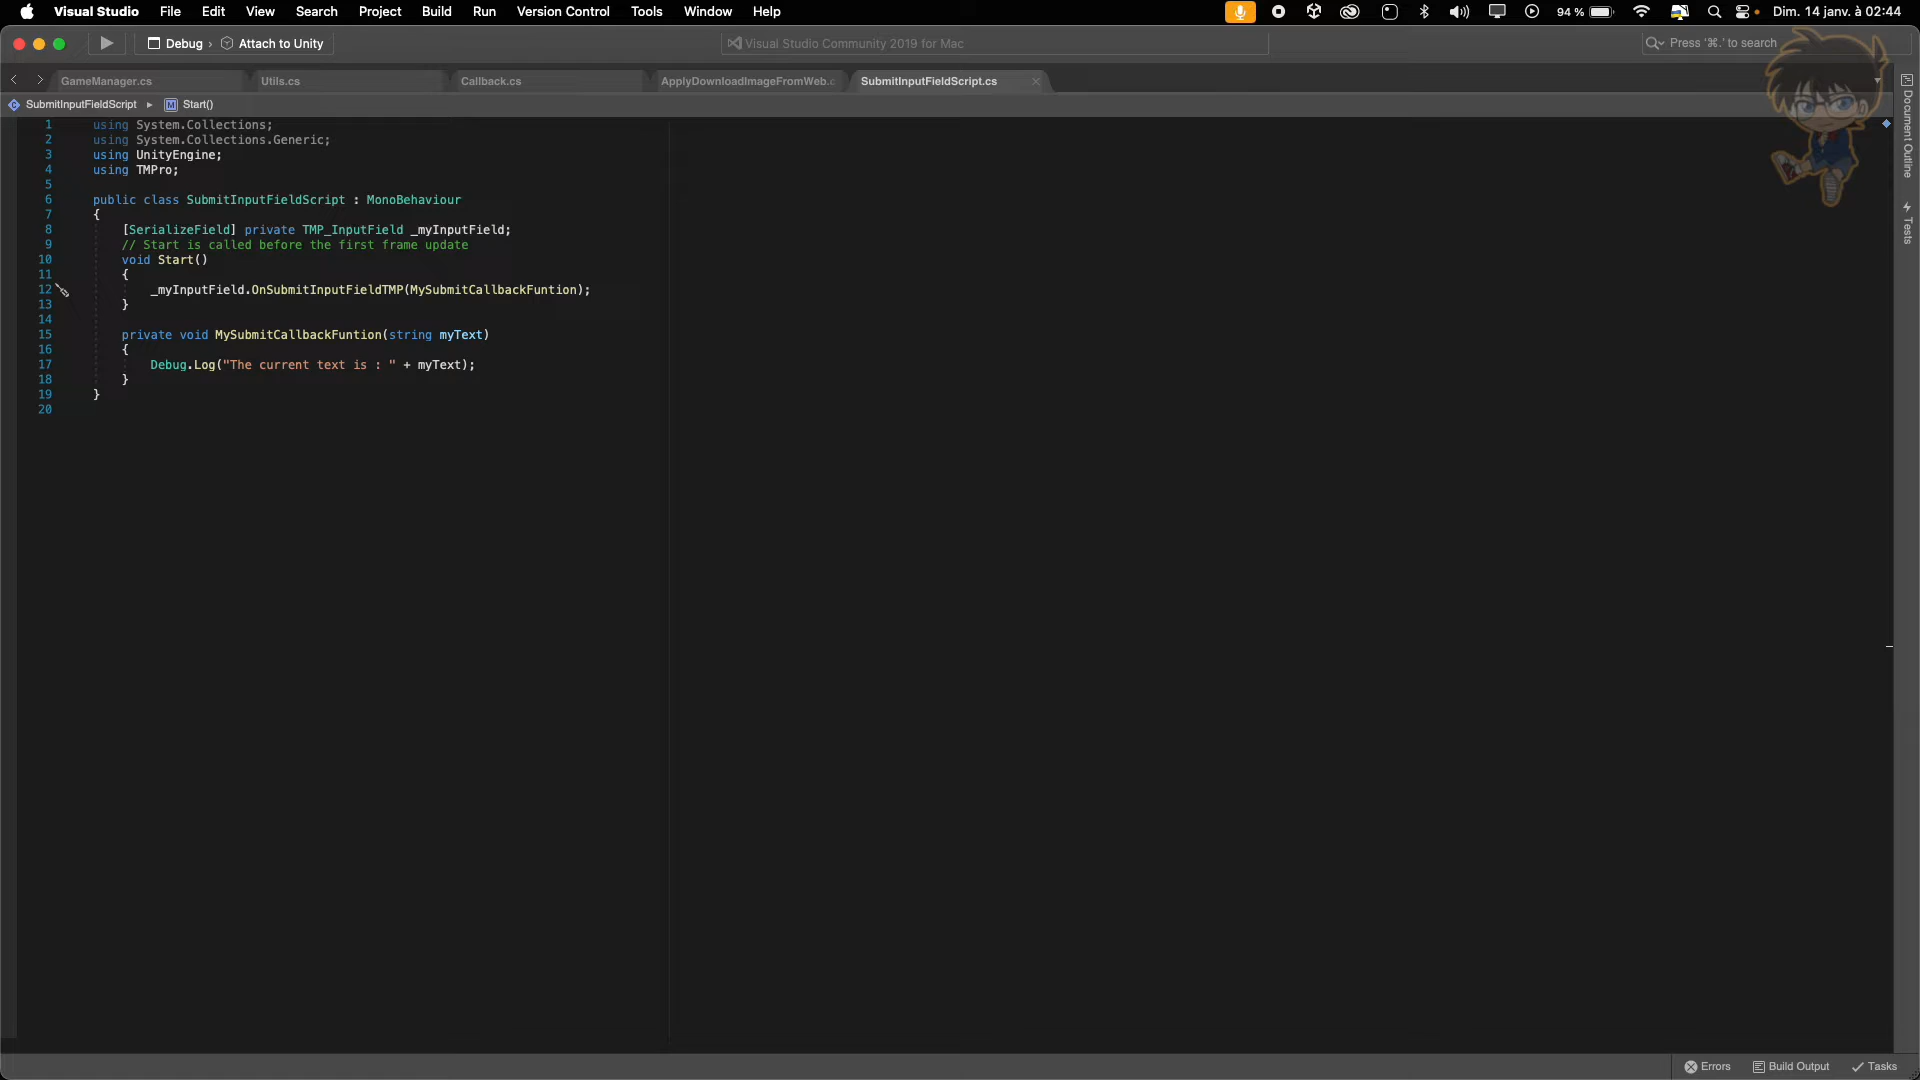 Visual Studio File Edit View Search Project Build Run Version Control Tools Window Help 94 % Dim. 14 janv. à 02:44
Debug › Attach to Unity Visual Studio Community 2019 for Mac Press '⌘.' to search
GameManager.cs Utils.cs Callback.cs ApplyDownloadImageFromWeb.c SubmitInputFieldScript.cs
SubmitInputFieldScript ▸ M Start()
1 using System.Collections;
2 using System.Collections.Generic;
3 using UnityEngine;
4 using TMPro;
5
6 public class SubmitInputFieldScript : MonoBehaviour
7 {
8 [SerializeField] private TMP_InputField _myInputField;
9 // Start is called before the first frame update
10 void Start()
11 {
12 _myInputField.OnSubmitInputFieldTMP(MySubmitCallbackFuntion);
13 }
14
15 private void MySubmitCallbackFuntion(string myText)
16 {
17 Debug.Log("The current text is : " + myText);
18 }
19 }
20
Document Outline
Tests
Errors Build Output Tasks